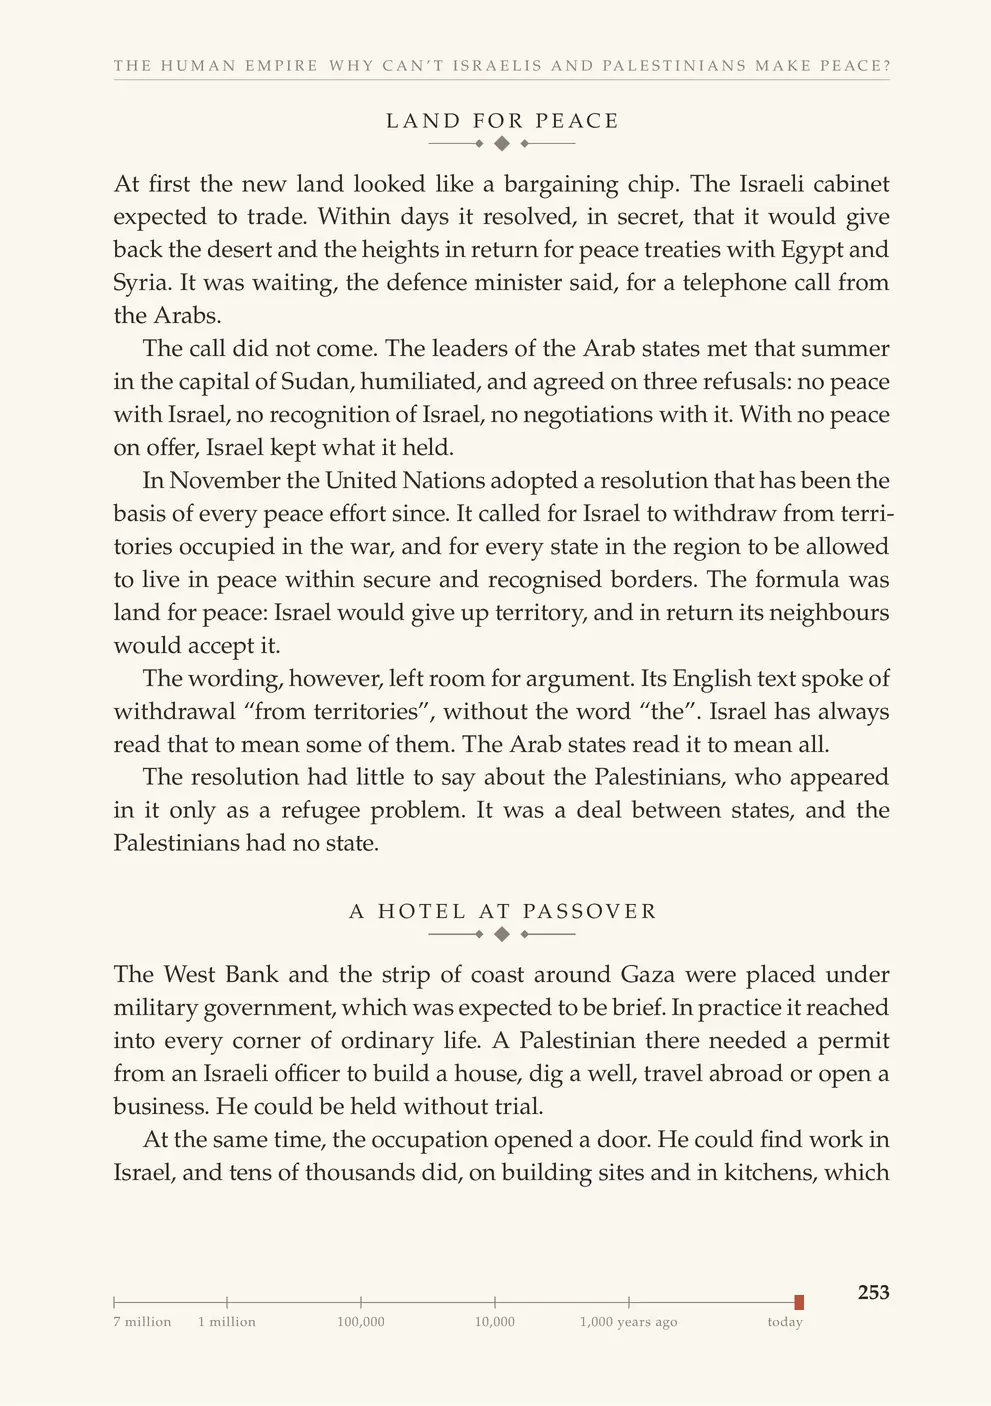 THE HUMAN EMPIRE WHY CAN'T ISRAELIS AND PALESTINIANS MAKE PEACE?
LAND FOR PEACE
At first the new land looked like a bargaining chip. The Israeli cabinet
expected to trade. Within days it resolved, in secret, that it would give
back the desert and the heights in return for peace treaties with Egypt and
Syria. It was waiting, the defence minister said, for a telephone call from
the Arabs.
The call did not come. The leaders of the Arab states met that summer
in the capital of Sudan, humiliated, and agreed on three refusals: no peace
with Israel, no recognition of Israel, no negotiations with it. With no peace
on offer, Israel kept what it held.
In November the United Nations adopted a resolution that has been the
basis of every peace effort since. It called for Israel to withdraw from terri-
tories occupied in the war, and for every state in the region to be allowed
to live in peace within secure and recognised borders. The formula was
land for peace: Israel would give up territory, and in return its neighbours
would accept it.
The wording, however, left room for argument. Its English text spoke of
withdrawal “from territories”, without the word “the”. Israel has always
read that to mean some of them. The Arab states read it to mean all.
The resolution had little to say about the Palestinians, who appeared
in it only as a refugee problem. It was a deal between states, and the
Palestinians had no state.
A HOTEL AT PASSOVER
The West Bank and the strip of coast around Gaza were placed under
military government, which was expected to be brief. In practice it reached
into every corner of ordinary life. A Palestinian there needed a permit
from an Israeli officer to build a house, dig a well, travel abroad or open a
business. He could be held without trial.
At the same time, the occupation opened a door. He could find work in
Israel, and tens of thousands did, on building sites and in kitchens, which
253
7 million 1 million 100,000 10,000 1,000 years ago today